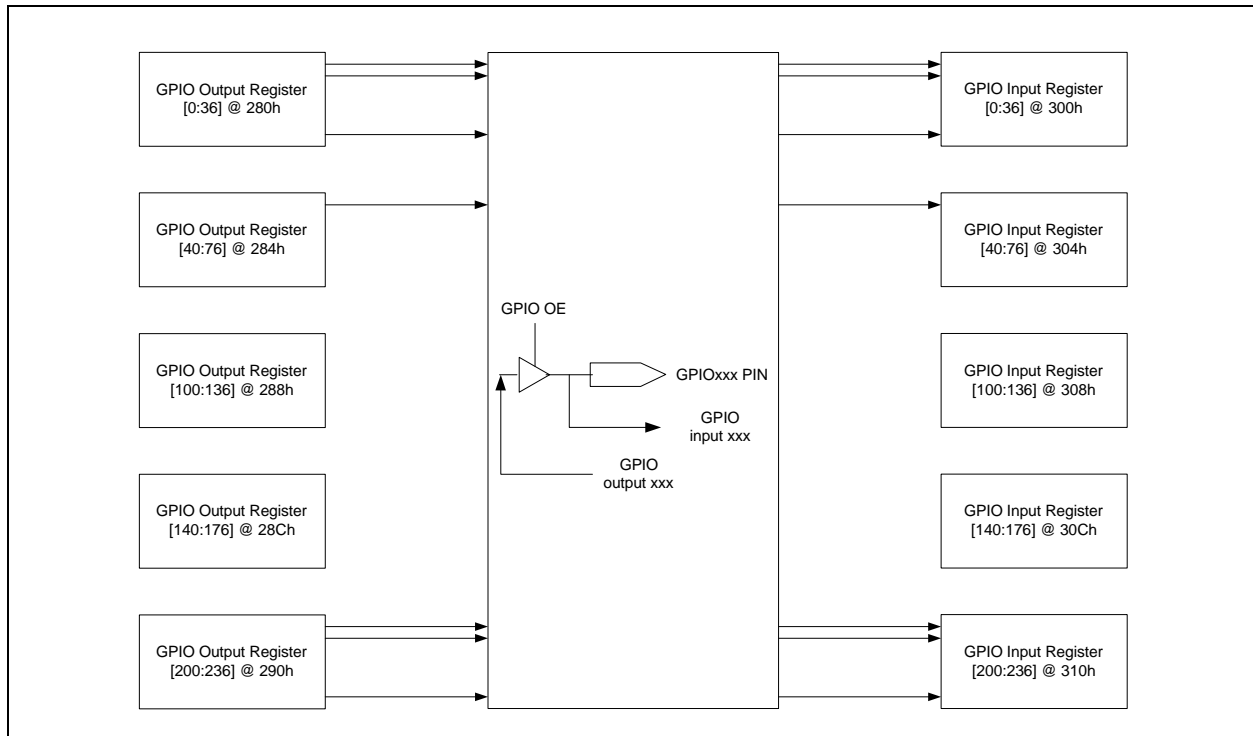 GPIO Output Register
[0:36] @ 280h
GPIO Input Register
[0:36] @ 300h
GPIO Output Register
[40:76] @ 284h
GPIO Input Register
[40:76] @ 304h
GPIO OE
GPIO Output Register
[100:136] @ 288h
GPIOxxx PIN
GPIO
input xxx
GPIO
output xxx
GPIO Input Register
[100:136] @ 308h
GPIO Output Register
[140:176] @ 28Ch
GPIO Input Register
[140:176] @ 30Ch
GPIO Output Register
[200:236] @ 290h
GPIO Input Register
[200:236] @ 310h